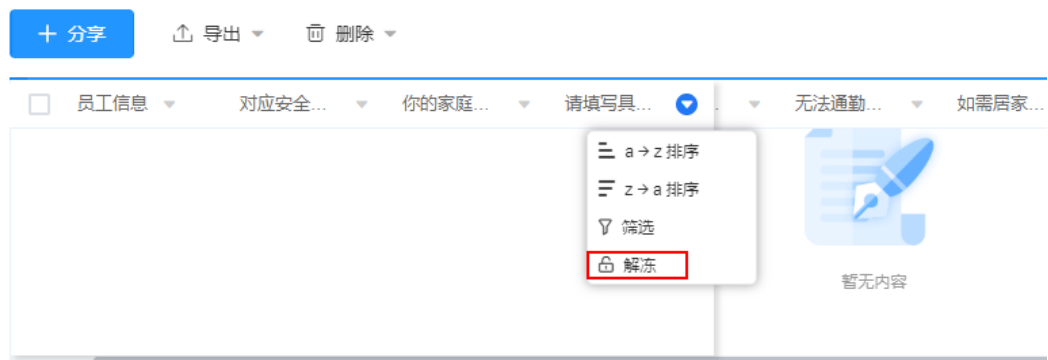 分享 导出 删除
员工信息 对应安全... 你的家庭... 请填写具... . 无法通勤... 如需居家...
a→z 排序
z→a 排序
筛选
解冻
暂无内容